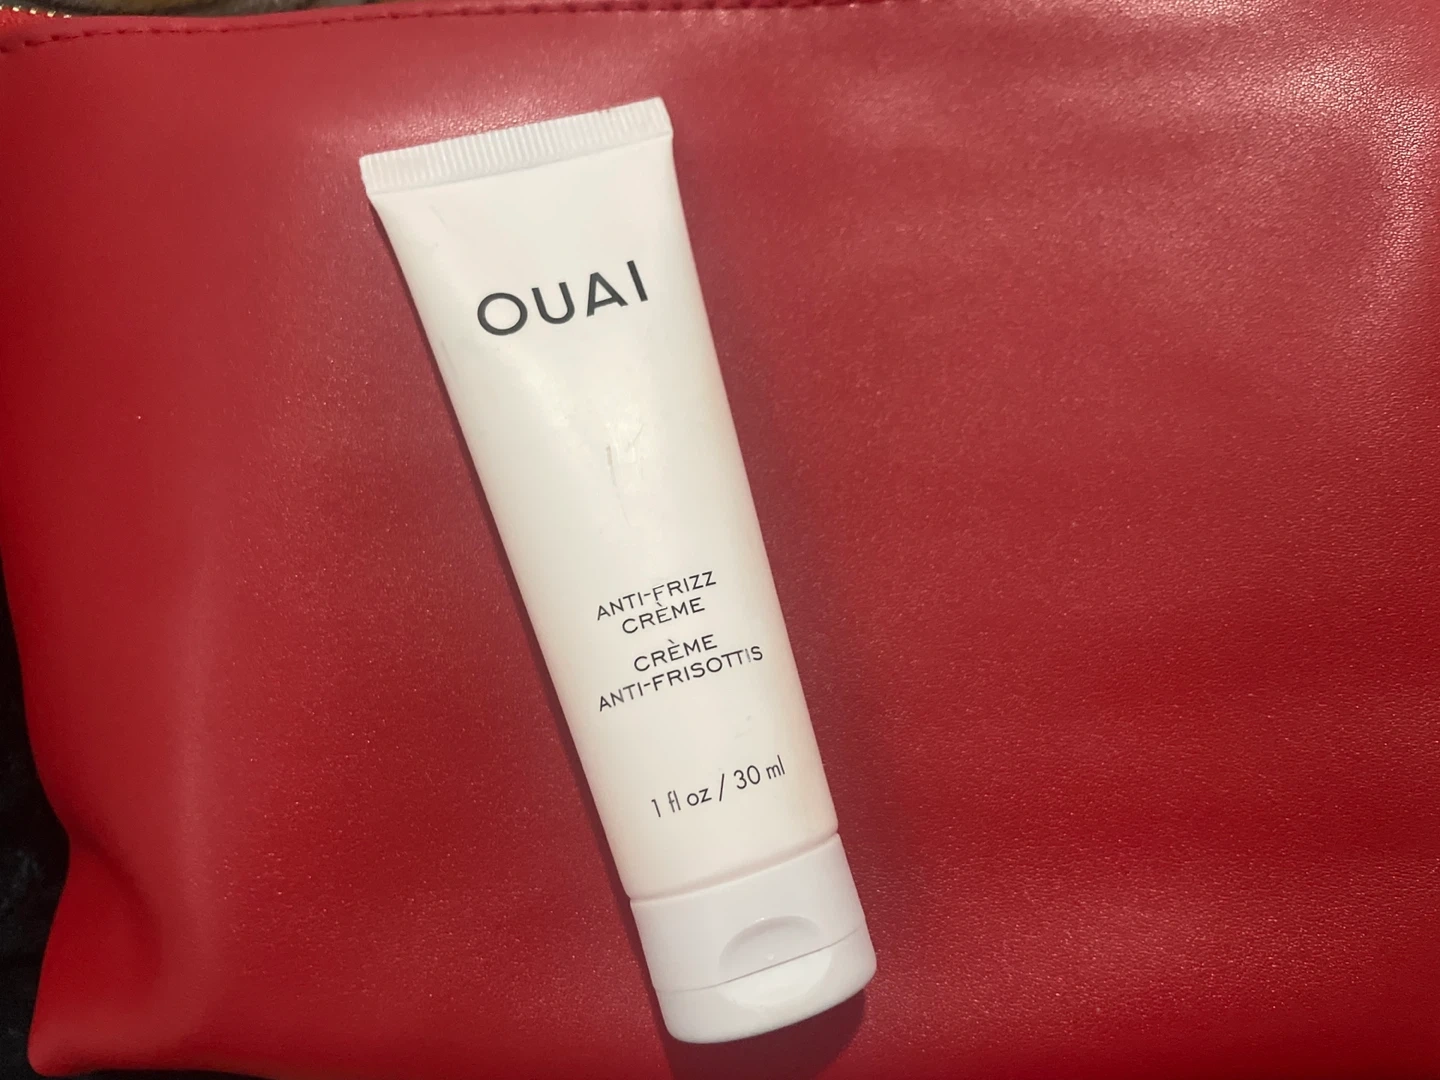 OUAI
ANTI-FRIZZ
CRÈME
CRÈME
ANTI-FRISOTTIS
1 fl oz / 30 ml